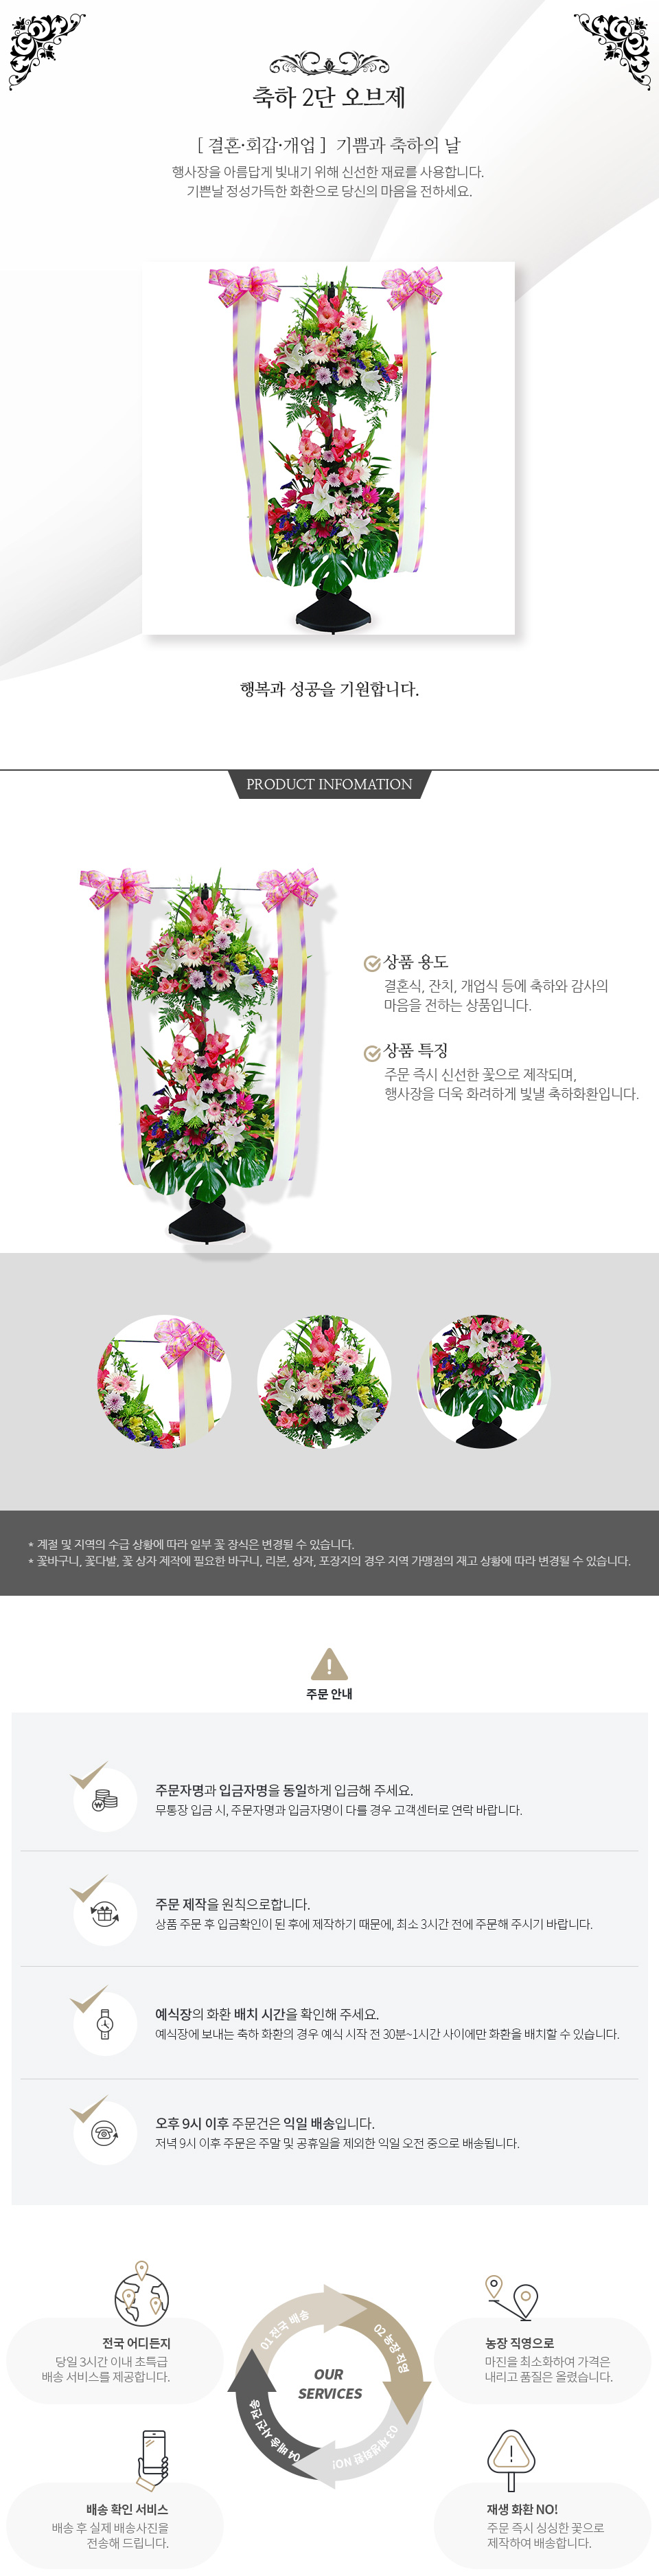 축하 2단 오브제
[ 결혼·회갑·개업 ] 기쁨과 축하의 날
행사장을 아름답게 빛내기 위해 신선한 재료를 사용합니다.
기쁜날 정성가득한 화환으로 당신의 마음을 전하세요.
행복과 성공을 기원합니다.
PRODUCT INFOMATION
상품 용도
결혼식, 잔치, 개업식 등에 축하와 감사의
마음을 전하는 상품입니다.
상품 특징
주문 즉시 신선한 꽃으로 제작되며,
행사장을 더욱 화려하게 빛낼 축하화환입니다.
* 계절 및 지역의 수급 상황에 따라 일부 꽃 장식은 변경될 수 있습니다.
* 꽃바구니, 꽃다발, 꽃 상자 제작에 필요한 바구니, 리본, 상자, 포장지의 경우 지역 가맹점의 재고 상황에 따라 변경될 수 있습니다.
주문 안내
주문자명과 입금자명을 동일하게 입금해 주세요.
무통장 입금 시, 주문자명과 입금자명이 다를 경우 고객센터로 연락 바랍니다.
주문 제작을 원칙으로합니다.
상품 주문 후 입금확인이 된 후에 제작하기 때문에, 최소 3시간 전에 주문해 주시기 바랍니다.
예식장의 화환 배치 시간을 확인해 주세요.
예식장에 보내는 축하 화환의 경우 예식 시작 전 30분~1시간 사이에만 화환을 배치할 수 있습니다.
오후 9시 이후 주문건은 익일 배송입니다.
저녁 9시 이후 주문은 주말 및 공휴일을 제외한 익일 오전 중으로 배송됩니다.
전국 어디든지
당일 3시간 이내 초특급
배송 서비스를 제공합니다.
01 전국 배송
02 농장 직영
OUR
SERVICES
03 재생화환 NO!
04 배송 사진 전송
농장 직영으로
마진을 최소화하여 가격은
내리고 품질은 올렸습니다.
배송 확인 서비스
배송 후 실제 배송사진을
전송해 드립니다.
재생 화환 NO!
주문 즉시 싱싱한 꽃으로
제작하여 배송합니다.